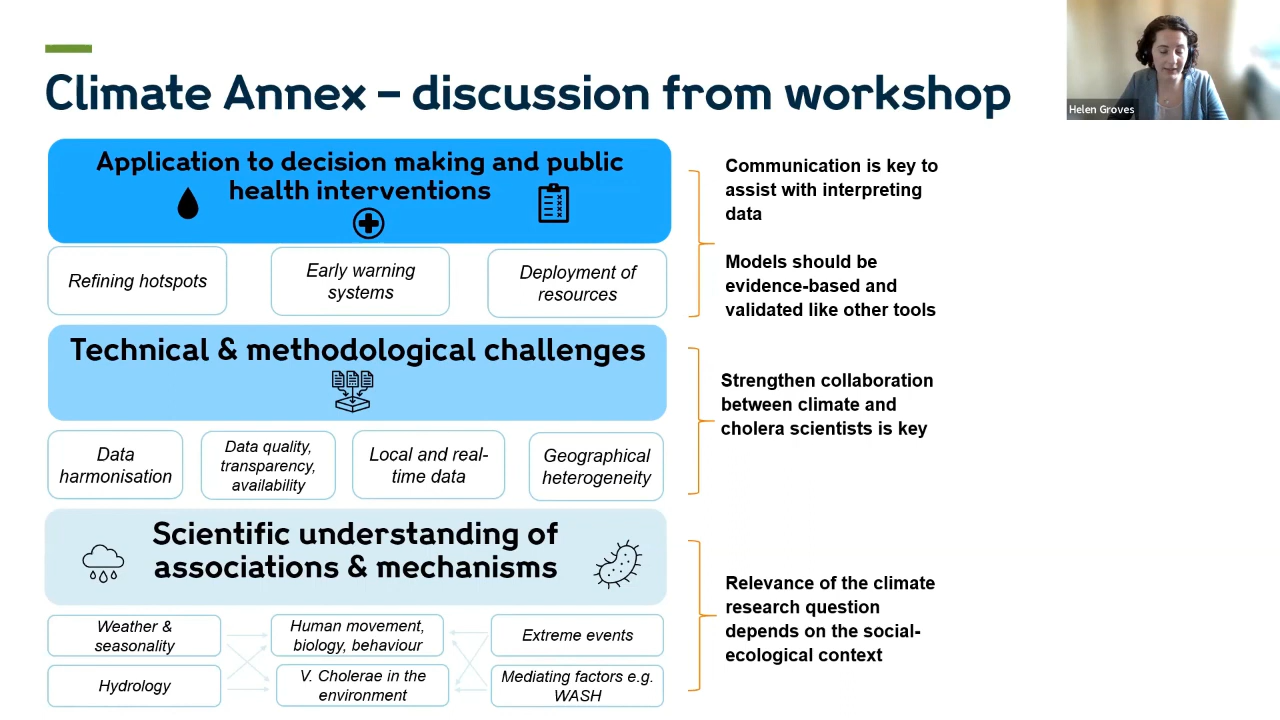 Climate Annex – discussion from workshop
Helen Groves
Application to decision making and public
health interventions
Refining hotspots
Early warning
systems
Deployment of
resources
Communication is key to
assist with interpreting
data
Models should be
evidence-based and
validated like other tools
Technical & methodological challenges
Data
harmonisation
Data quality,
transparency,
availability
Local and real-
time data
Geographical
heterogeneity
Strengthen collaboration
between climate and
cholera scientists is key
Scientific understanding of
associations & mechanisms
Weather &
seasonality
Human movement,
biology, behaviour
Extreme events
Hydrology
V. Cholerae in the
environment
Mediating factors e.g.
WASH
Relevance of the climate
research question
depends on the social-
ecological context